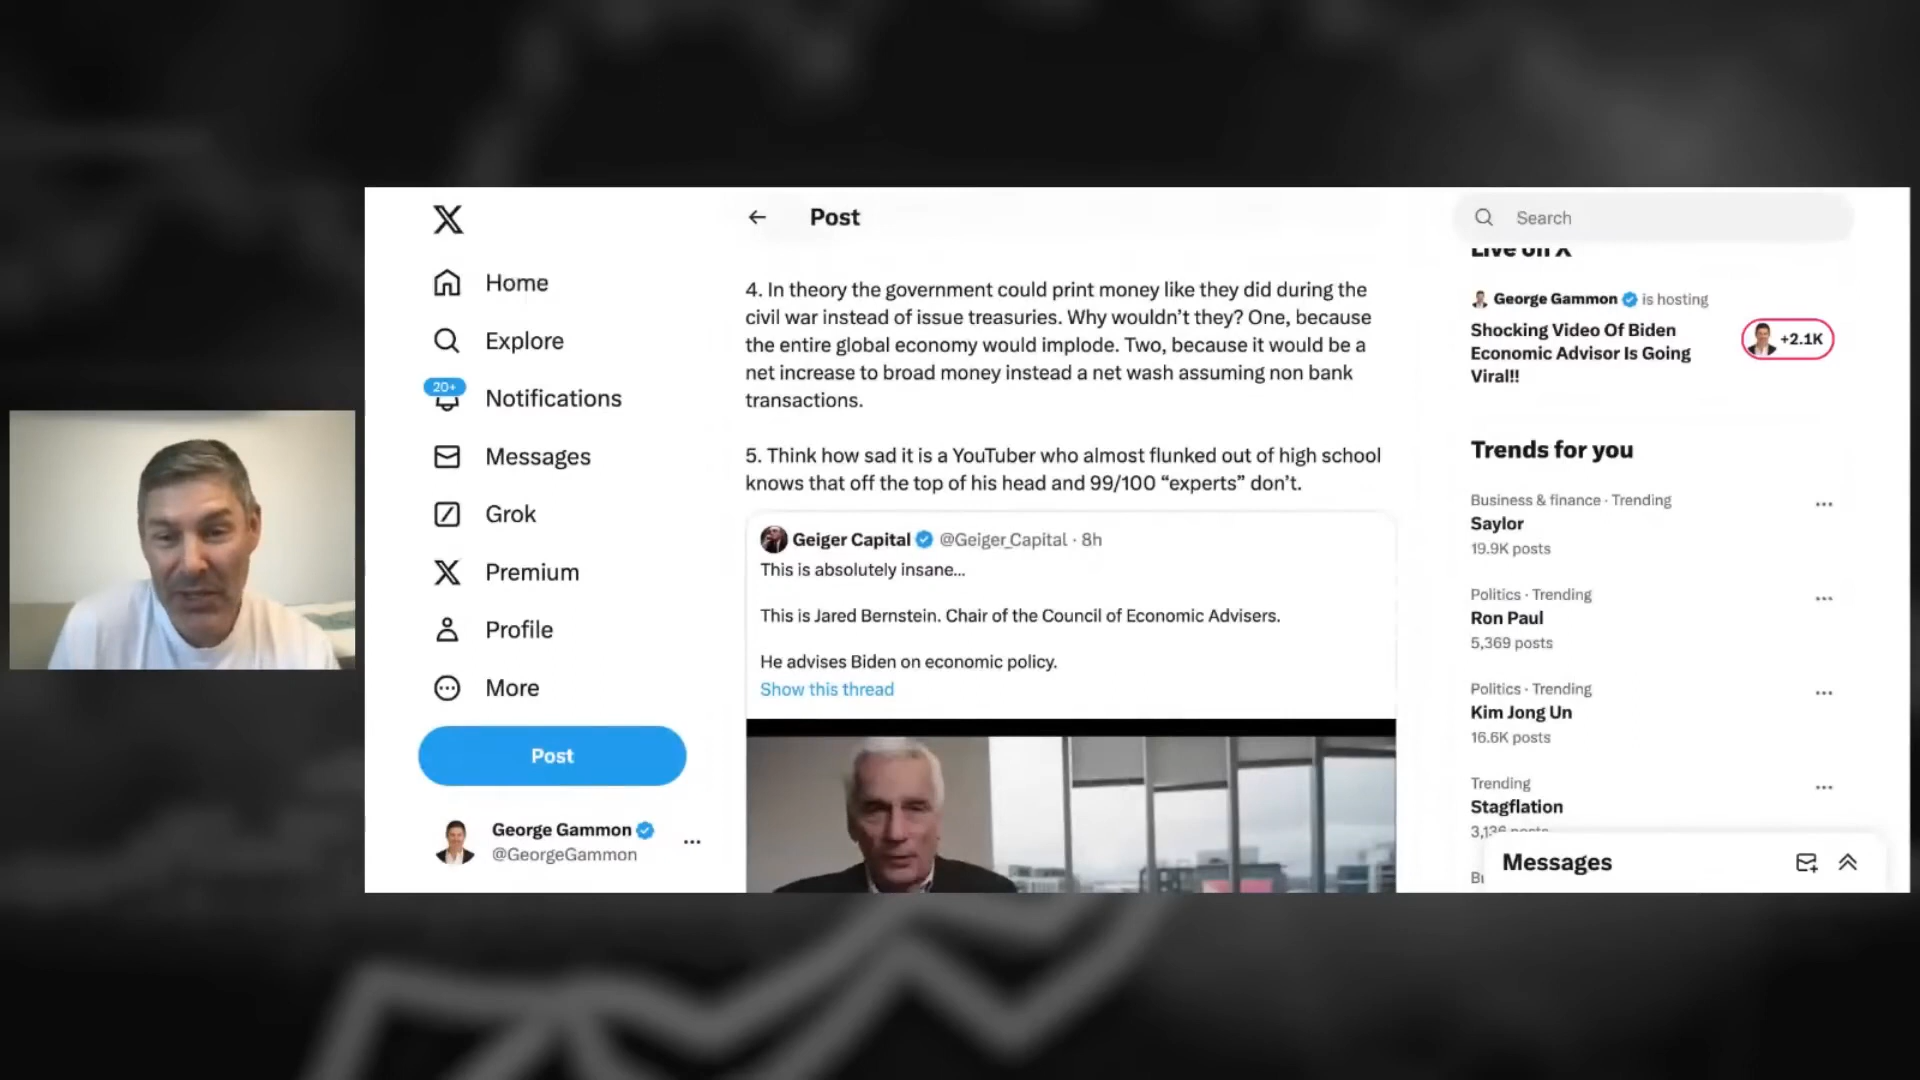 Home
Explore
20+
Notifications
Messages
Grok
Premium
Profile
More
Post
George Gammon
@GeorgeGammon
Post
4. In theory the government could print money like they did during the
civil war instead of issue treasuries. Why wouldn’t they? One, because
the entire global economy would implode. Two, because it would be a
net increase to broad money instead a net wash assuming non bank
transactions.
5. Think how sad it is a YouTuber who almost flunked out of high school
knows that off the top of his head and 99/100 “experts” don’t.
Geiger Capital @Geiger_Capital · 8h
This is absolutely insane...
This is Jared Bernstein. Chair of the Council of Economic Advisers.
He advises Biden on economic policy.
Show this thread
Search
Live on X
George Gammon is hosting
Shocking Video Of Biden
Economic Advisor Is Going
Viral!!
+2.1K
Trends for you
Business & finance · Trending
Saylor
19.9K posts
Politics · Trending
Ron Paul
5,369 posts
Politics · Trending
Kim Jong Un
16.6K posts
Trending
Stagflation
3,136 posts
Messages